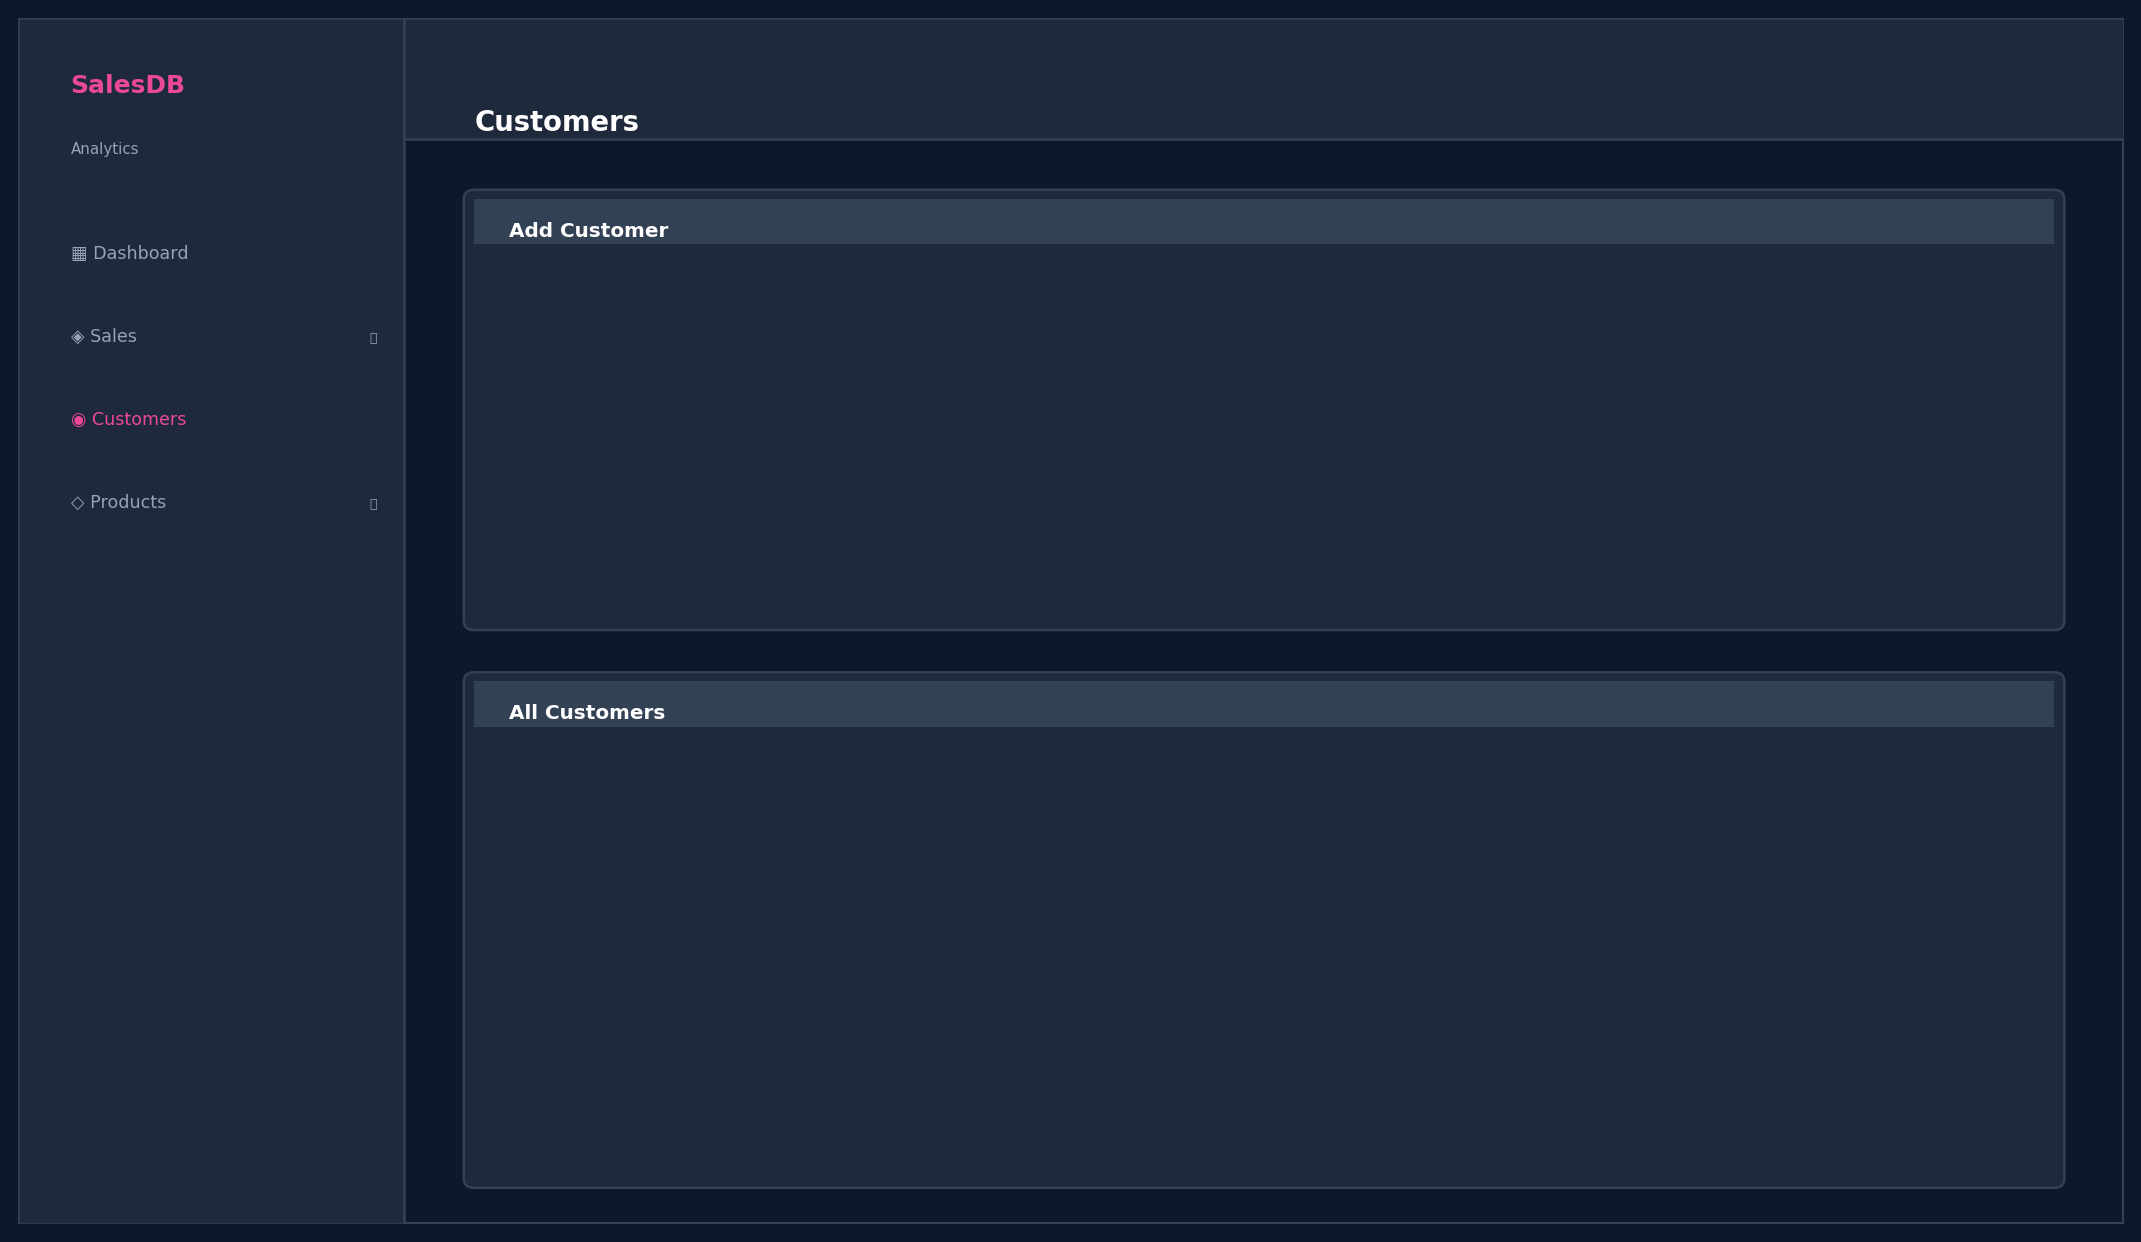 SalesDB
Analytics
▦ Dashboard
◈ Sales
◉ Customers
◇ Products
Customers
Add Customer
All Customers